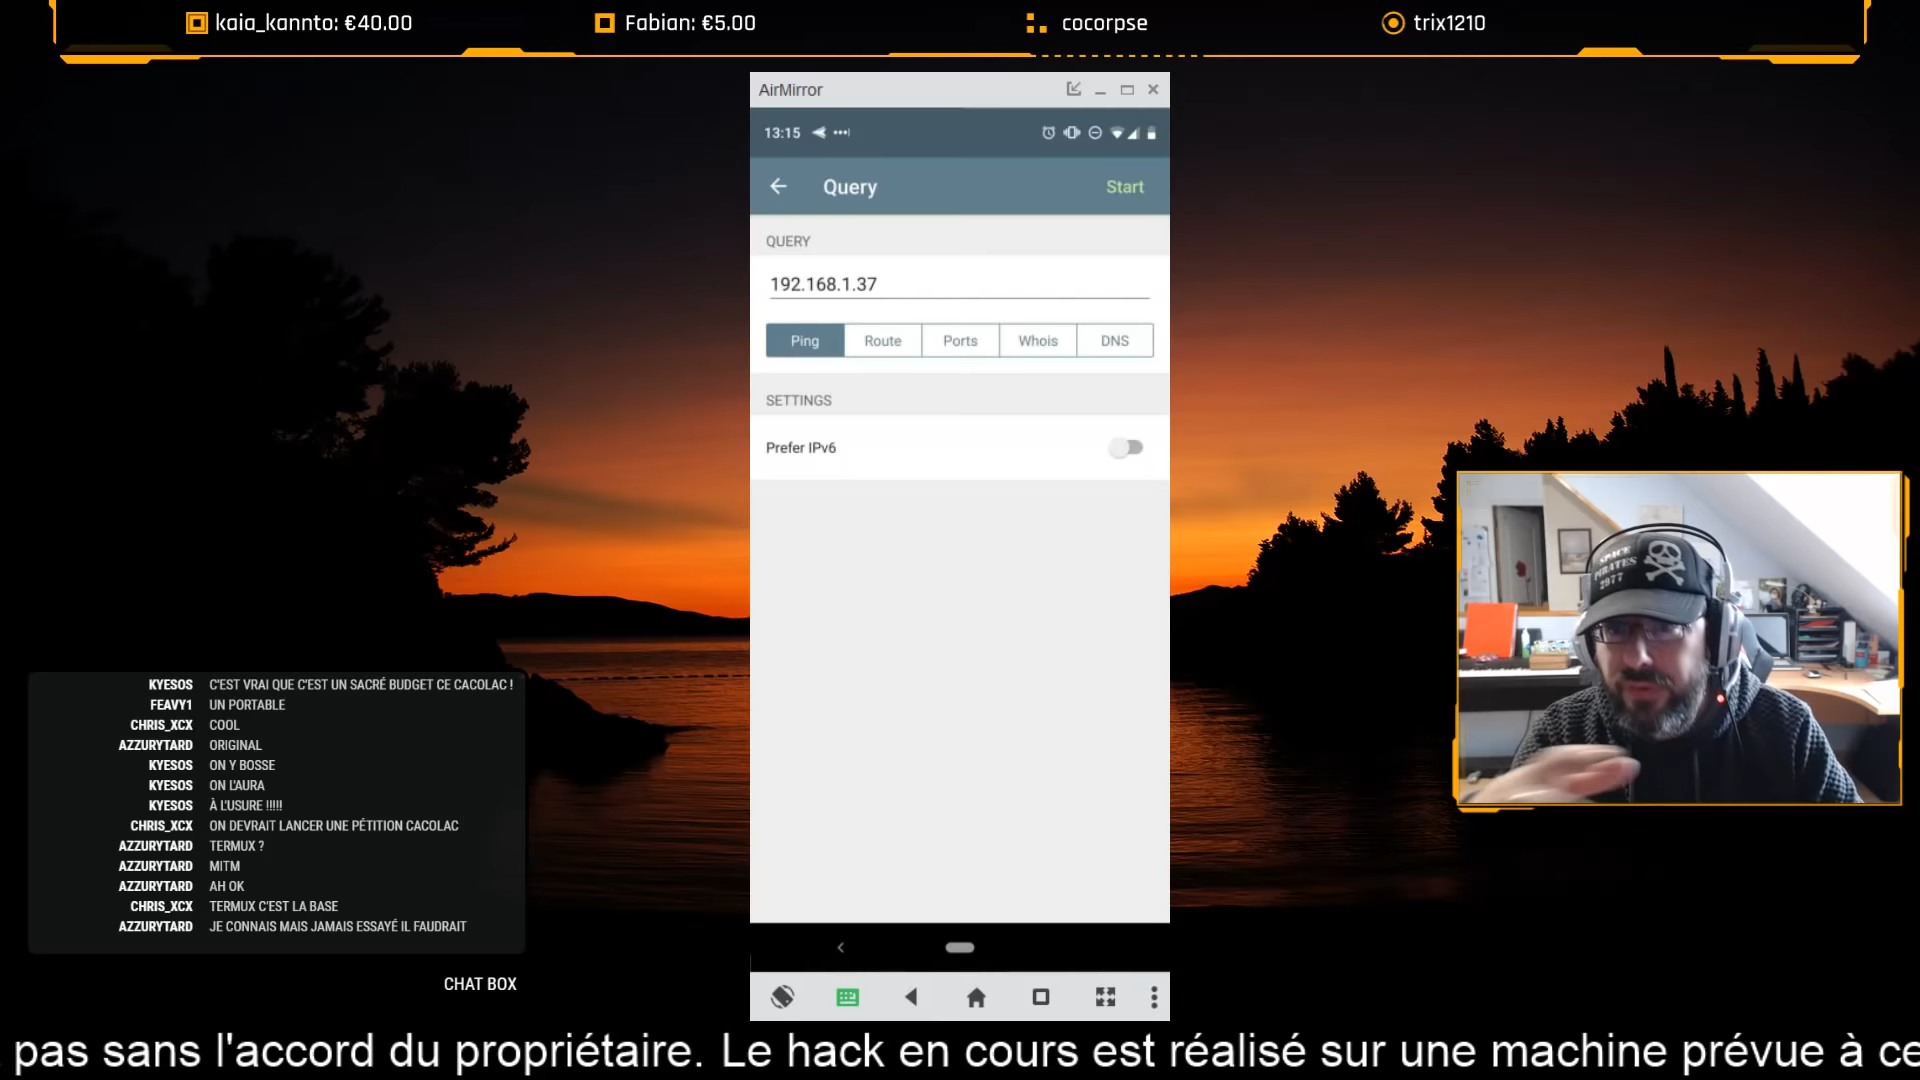 kaia_kannto: €40.00
Fabian: €5.00
cocorpse
trix1210
AirMirror
13:15
Query
Start
QUERY
192.168.1.37
Ping
Route
Ports
Whois
DNS
SETTINGS
Prefer IPv6
SPACE
PIRATES
2977
KYESOS C'EST VRAI QUE C'EST UN SACRÉ BUDGET CE CACOLAC !
FEAVY1 UN PORTABLE
CHRIS_XCX COOL
AZZURYTARD ORIGINAL
KYESOS ON Y BOSSE
KYESOS ON L'AURA
KYESOS À L'USURE !!!!!
CHRIS_XCX ON DEVRAIT LANCER UNE PÉTITION CACOLAC
AZZURYTARD TERMUX ?
AZZURYTARD MITM
AZZURYTARD AH OK
CHRIS_XCX TERMUX C'EST LA BASE
AZZURYTARD JE CONNAIS MAIS JAMAIS ESSAYÉ IL FAUDRAIT
CHAT BOX
pas sans l'accord du propriétaire. Le hack en cours est réalisé sur une machine prévue à ce